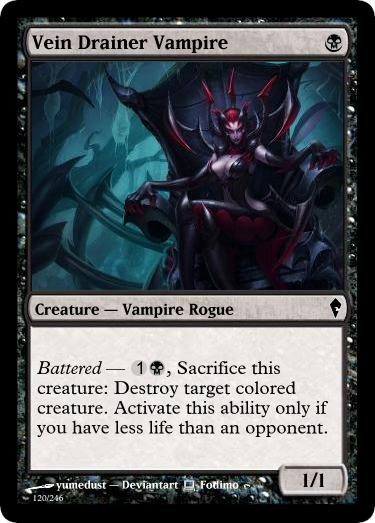 Vein Drainer Vampire
Creature — Vampire Rogue
Battered — 1, Sacrifice this
creature: Destroy target colored
creature. Activate this ability only if
you have less life than an opponent.
1/1
yumedust — Deviantart Fodimo
120/246